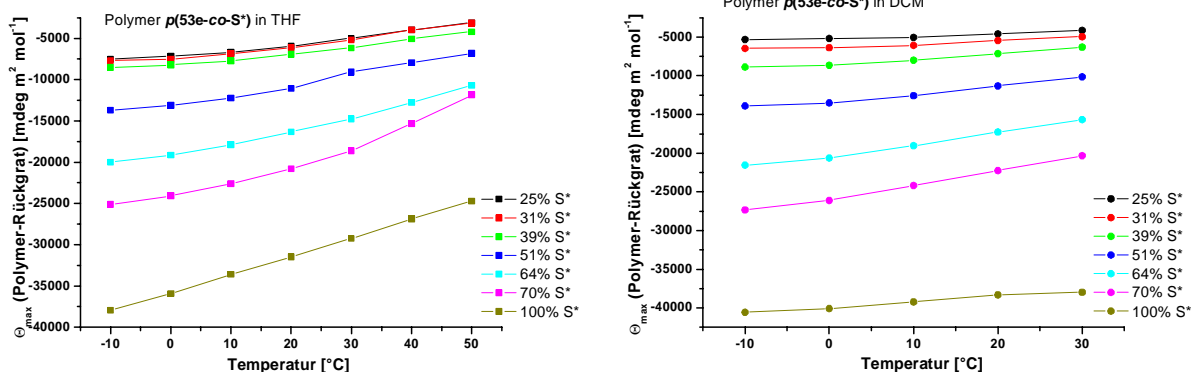 Polymer p(53e-co-S*) in THF
-5000
-10000
-15000
-20000
-25000
-30000
-35000
-40000
Θmax (Polymer-Rückgrat) [mdeg m² mol⁻¹]
-10 0 10 20 30 40 50
Temperatur [°C]
25% S*
31% S*
39% S*
51% S*
64% S*
70% S*
100% S*
Polymer p(53e-co-S*) in DCM
-5000
-10000
-15000
-20000
-25000
-30000
-35000
-40000
Θmax (Polymer-Rückgrat) [mdeg m² mol⁻¹]
-10 0 10 20 30
Temperatur [°C]
25% S*
31% S*
39% S*
51% S*
64% S*
70% S*
100% S*